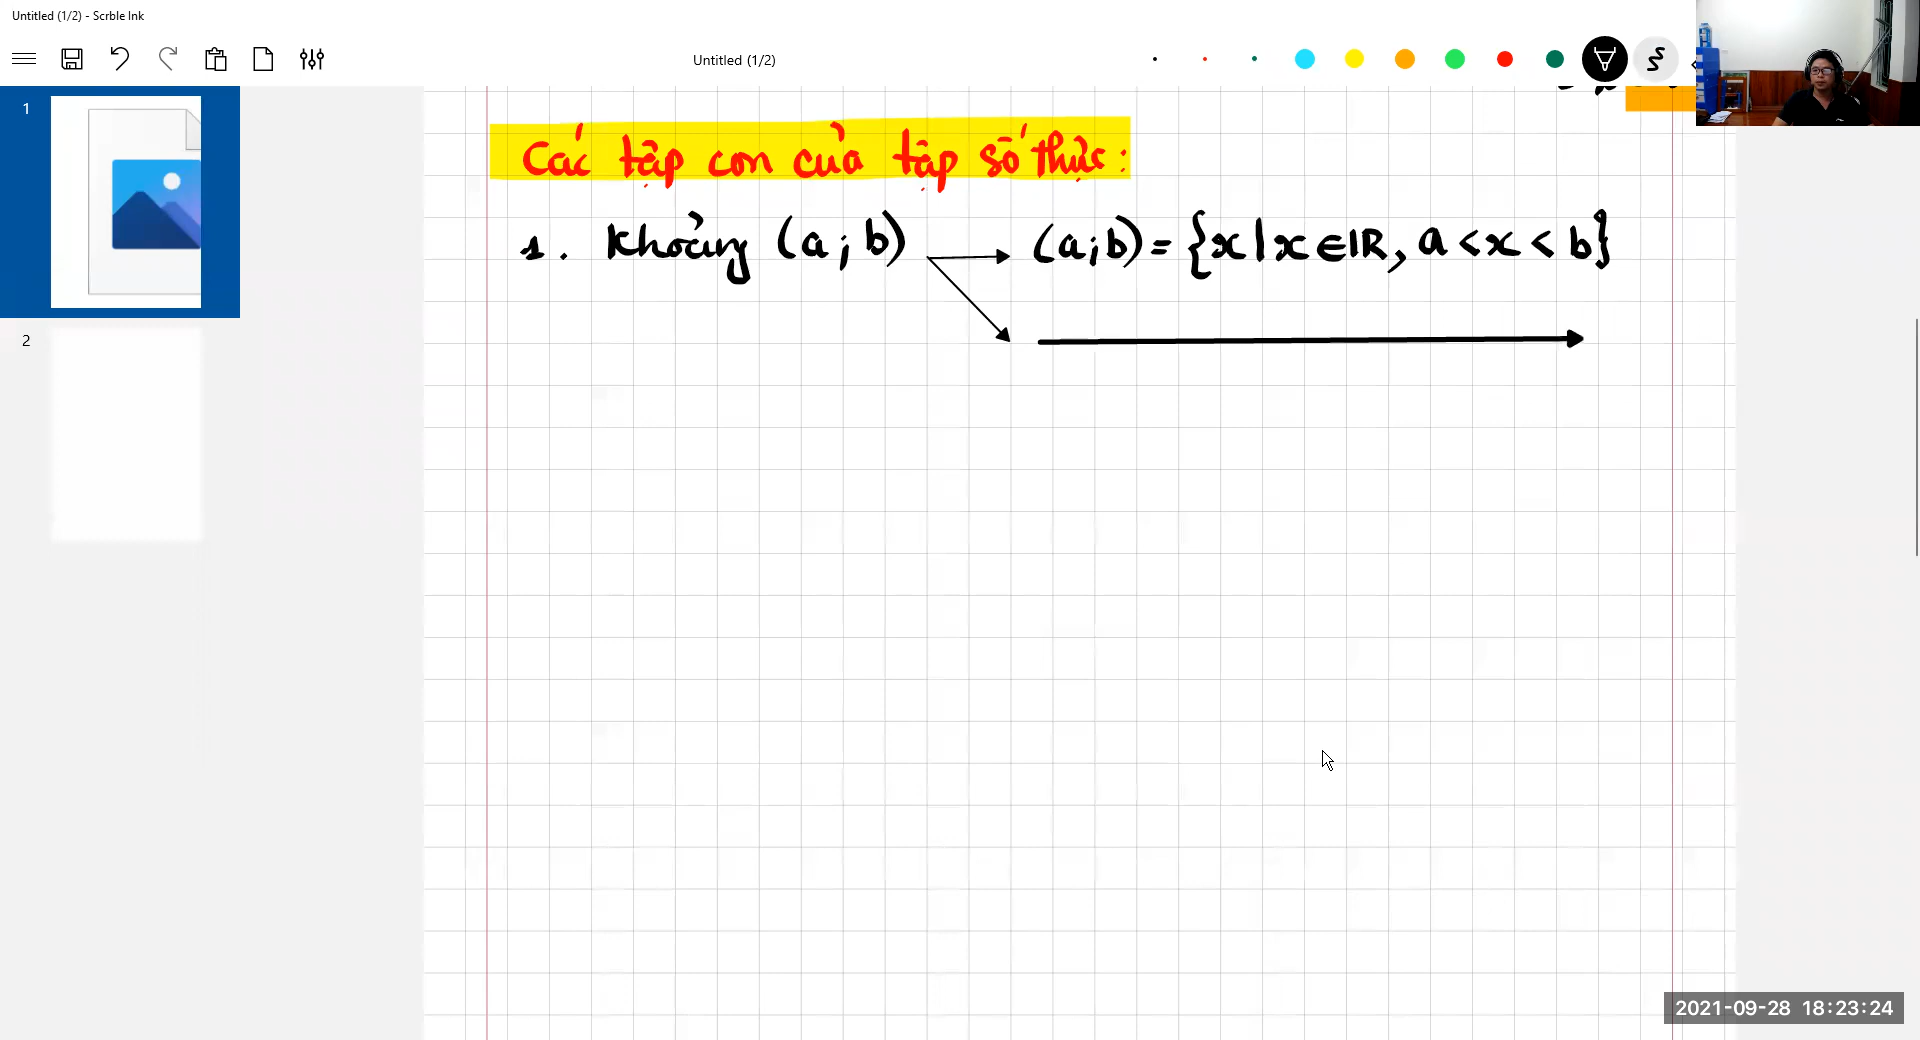 Untitled (1/2) - Scrble Ink
Untitled (1/2)
1
2
Các tập con của tập số thực:
1. Khoảng (a;b) (a;b) = {x | x ∈ ℝ, a < x < b}
2021-09-28 18:23:24